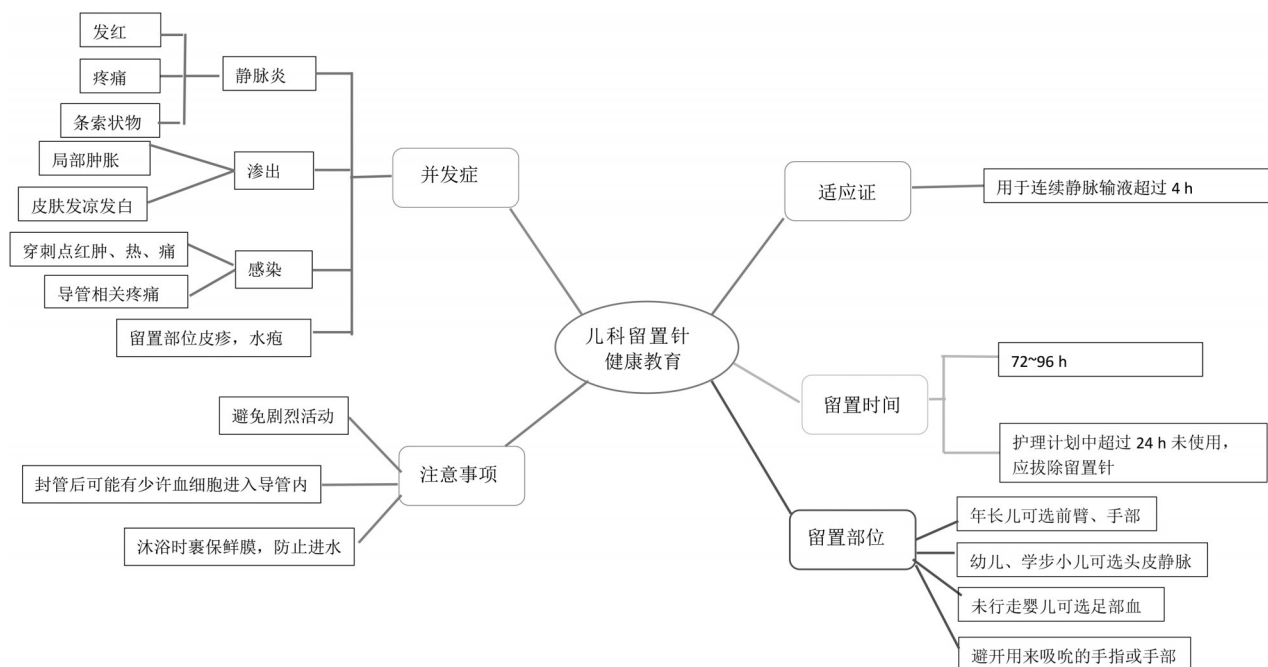 儿科留置针
健康教育
并发症
静脉炎
发红
疼痛
条索状物
渗出
局部肿胀
皮肤发凉发白
感染
穿刺点红肿、热、痛
导管相关疼痛
留置部位皮疹，水疱
注意事项
避免剧烈活动
封管后可能有少许血细胞进入导管内
沐浴时裹保鲜膜，防止进水
适应证
用于连续静脉输液超过 4 h
留置时间
72~96 h
护理计划中超过 24 h 未使用，
应拔除留置针
留置部位
年长儿可选前臂、手部
幼儿、学步小儿可选头皮静脉
未行走婴儿可选足部血
避开用来吸吮的手指或手部